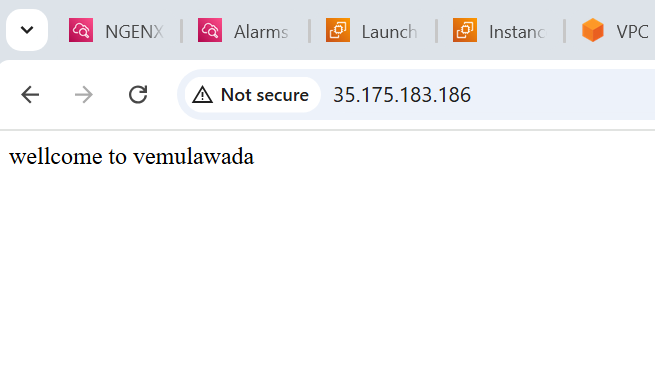 NGENX
Alarms
Launch
Instanc
VPC
Not secure
35.175.183.186
wellcome to vemulawada